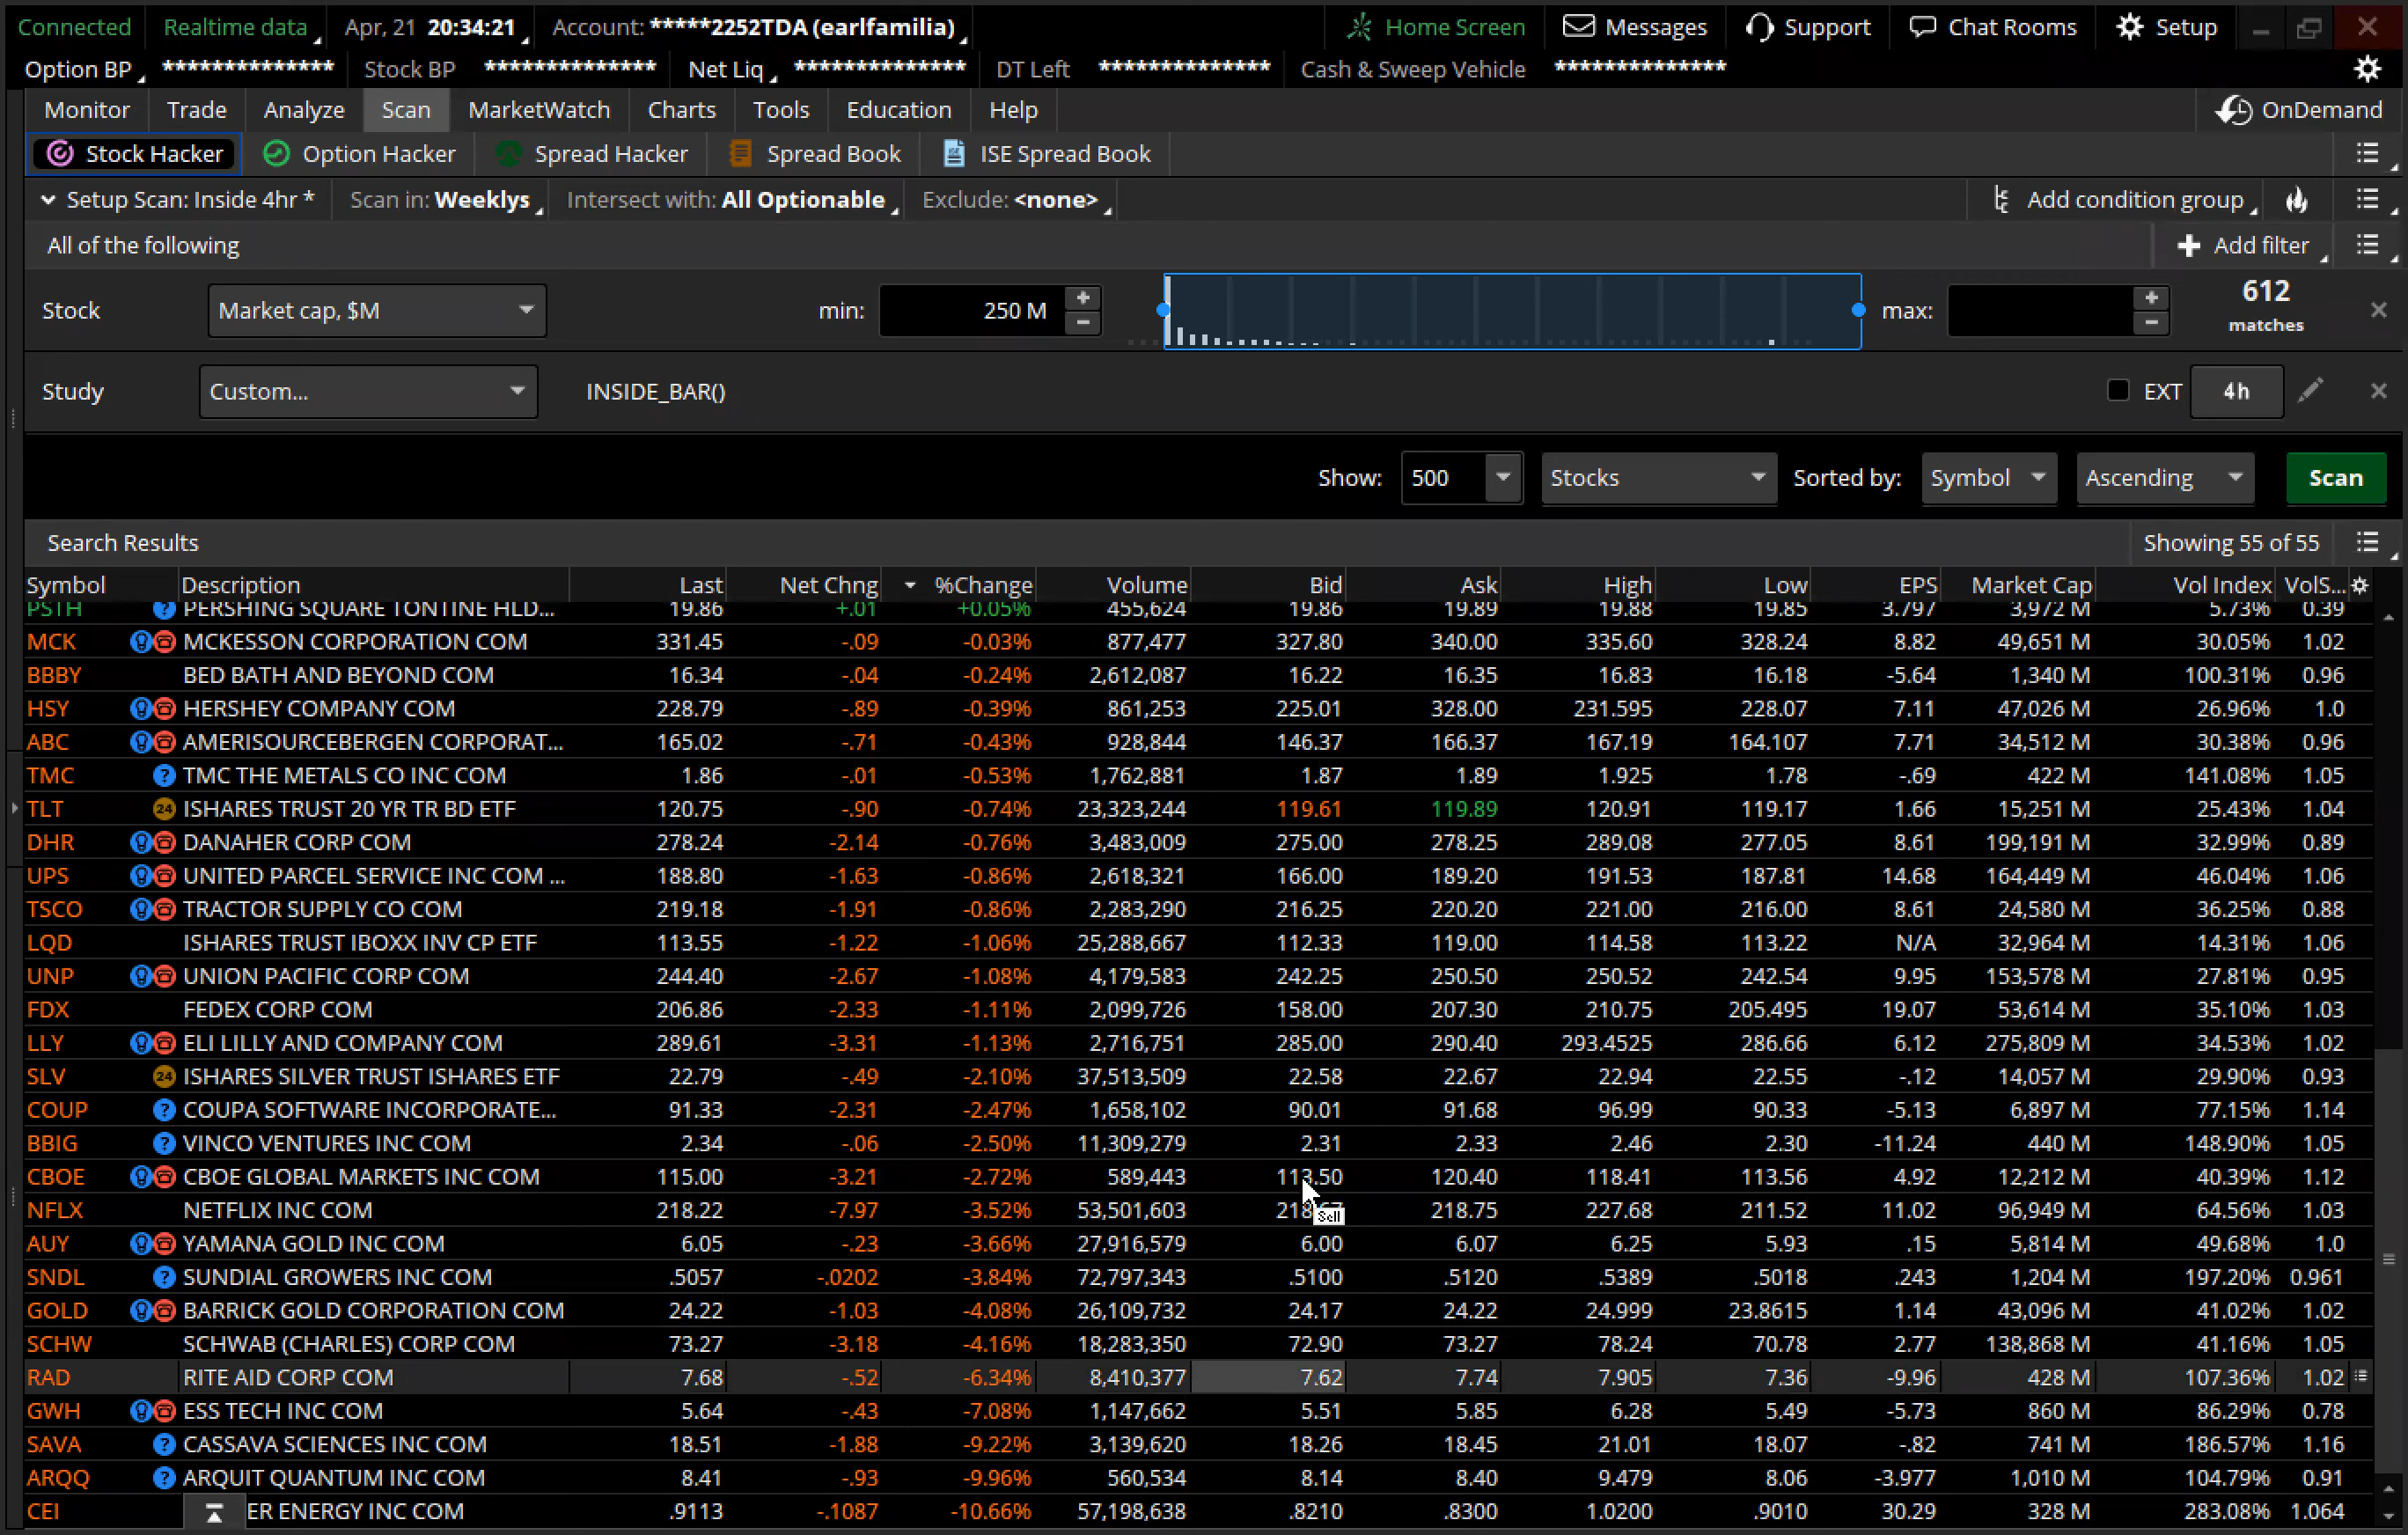 Connected Realtime data Apr, 21 20:34:21 Account: *****2252TDA (earlfamilia) Home Screen Messages Support Chat Rooms Setup
Option BP ************** Stock BP ************** Net Liq ************** DT Left ************** Cash & Sweep Vehicle **************
Monitor Trade Analyze Scan MarketWatch Charts Tools Education Help OnDemand
Stock Hacker Option Hacker Spread Hacker Spread Book ISE Spread Book
Setup Scan: Inside 4hr * Scan in: Weeklys Intersect with: All Optionable Exclude: <none> Add condition group
All of the following Add filter
Stock Market cap, $M min: 250 M max: 612 matches
Study Custom... INSIDE_BAR() EXT 4h
Show: 500 Stocks Sorted by: Symbol Ascending Scan
Search Results Showing 55 of 55
Symbol Description Last Net Chng %Change Volume Bid Ask High Low EPS Market Cap Vol Index VolS...
PSTH PERSHING SQUARE TONTINE HLD... 19.86 +.01 +0.05% 455,624 19.86 19.89 19.88 19.85 3.797 3,972 M 5.73% 0.39
MCK MCKESSON CORPORATION COM 331.45 -.09 -0.03% 877,477 327.80 340.00 335.60 328.24 8.82 49,651 M 30.05% 1.02
BBBY BED BATH AND BEYOND COM 16.34 -.04 -0.24% 2,612,087 16.22 16.35 16.83 16.18 -5.64 1,340 M 100.31% 0.96
HSY HERSHEY COMPANY COM 228.79 -.89 -0.39% 861,253 225.01 328.00 231.595 228.07 7.11 47,026 M 26.96% 1.0
ABC AMERISOURCEBERGEN CORPORAT... 165.02 -.71 -0.43% 928,844 146.37 166.37 167.19 164.107 7.71 34,512 M 30.38% 0.96
TMC TMC THE METALS CO INC COM 1.86 -.01 -0.53% 1,762,881 1.87 1.89 1.925 1.78 -.69 422 M 141.08% 1.05
TLT 24 ISHARES TRUST 20 YR TR BD ETF 120.75 -.90 -0.74% 23,323,244 119.61 119.89 120.91 119.17 1.66 15,251 M 25.43% 1.04
DHR DANAHER CORP COM 278.24 -2.14 -0.76% 3,483,009 275.00 278.25 289.08 277.05 8.61 199,191 M 32.99% 0.89
UPS UNITED PARCEL SERVICE INC COM ... 188.80 -1.63 -0.86% 2,618,321 166.00 189.20 191.53 187.81 14.68 164,449 M 46.04% 1.06
TSCO TRACTOR SUPPLY CO COM 219.18 -1.91 -0.86% 2,283,290 216.25 220.20 221.00 216.00 8.61 24,580 M 36.25% 0.88
LQD ISHARES TRUST IBOXX INV CP ETF 113.55 -1.22 -1.06% 25,288,667 112.33 119.00 114.58 113.22 N/A 32,964 M 14.31% 1.06
UNP UNION PACIFIC CORP COM 244.40 -2.67 -1.08% 4,179,583 242.25 250.50 250.52 242.54 9.95 153,578 M 27.81% 0.95
FDX FEDEX CORP COM 206.86 -2.33 -1.11% 2,099,726 158.00 207.30 210.75 205.495 19.07 53,614 M 35.10% 1.03
LLY ELI LILLY AND COMPANY COM 289.61 -3.31 -1.13% 2,716,751 285.00 290.40 293.4525 286.66 6.12 275,809 M 34.53% 1.02
SLV 24 ISHARES SILVER TRUST ISHARES ETF 22.79 -.49 -2.10% 37,513,509 22.58 22.67 22.94 22.55 -.12 14,057 M 29.90% 0.93
COUP COUPA SOFTWARE INCORPORATE... 91.33 -2.31 -2.47% 1,658,102 90.01 91.68 96.99 90.33 -5.13 6,897 M 77.15% 1.14
BBIG VINCO VENTURES INC COM 2.34 -.06 -2.50% 11,309,279 2.31 2.33 2.46 2.30 -11.24 440 M 148.90% 1.05
CBOE CBOE GLOBAL MARKETS INC COM 115.00 -3.21 -2.72% 589,443 113.50 120.40 118.41 113.56 4.92 12,212 M 40.39% 1.12
NFLX NETFLIX INC COM 218.22 -7.97 -3.52% 53,501,603 Sell 218.75 227.68 211.52 11.02 96,949 M 64.56% 1.03
AUY YAMANA GOLD INC COM 6.05 -.23 -3.66% 27,916,579 6.00 6.07 6.25 5.93 .15 5,814 M 49.68% 1.0
SNDL SUNDIAL GROWERS INC COM .5057 -.0202 -3.84% 72,797,343 .5100 .5120 .5389 .5018 .243 1,204 M 197.20% 0.961
GOLD BARRICK GOLD CORPORATION COM 24.22 -1.03 -4.08% 26,109,732 24.17 24.22 24.999 23.8615 1.14 43,096 M 41.02% 1.02
SCHW SCHWAB (CHARLES) CORP COM 73.27 -3.18 -4.16% 18,283,350 72.90 73.27 78.24 70.78 2.77 138,868 M 41.16% 1.05
RAD RITE AID CORP COM 7.68 -.52 -6.34% 8,410,377 7.62 7.74 7.905 7.36 -9.96 428 M 107.36% 1.02
GWH ESS TECH INC COM 5.64 -.43 -7.08% 1,147,662 5.51 5.85 6.28 5.49 -5.73 860 M 86.29% 0.78
SAVA CASSAVA SCIENCES INC COM 18.51 -1.88 -9.22% 3,139,620 18.26 18.45 21.01 18.07 -.82 741 M 186.57% 1.16
ARQQ ARQUIT QUANTUM INC COM 8.41 -.93 -9.96% 560,534 8.14 8.40 9.479 8.06 -3.977 1,010 M 104.79% 0.91
CEI ER ENERGY INC COM .9113 -.1087 -10.66% 57,198,638 .8210 .8300 1.0200 .9010 30.29 328 M 283.08% 1.064